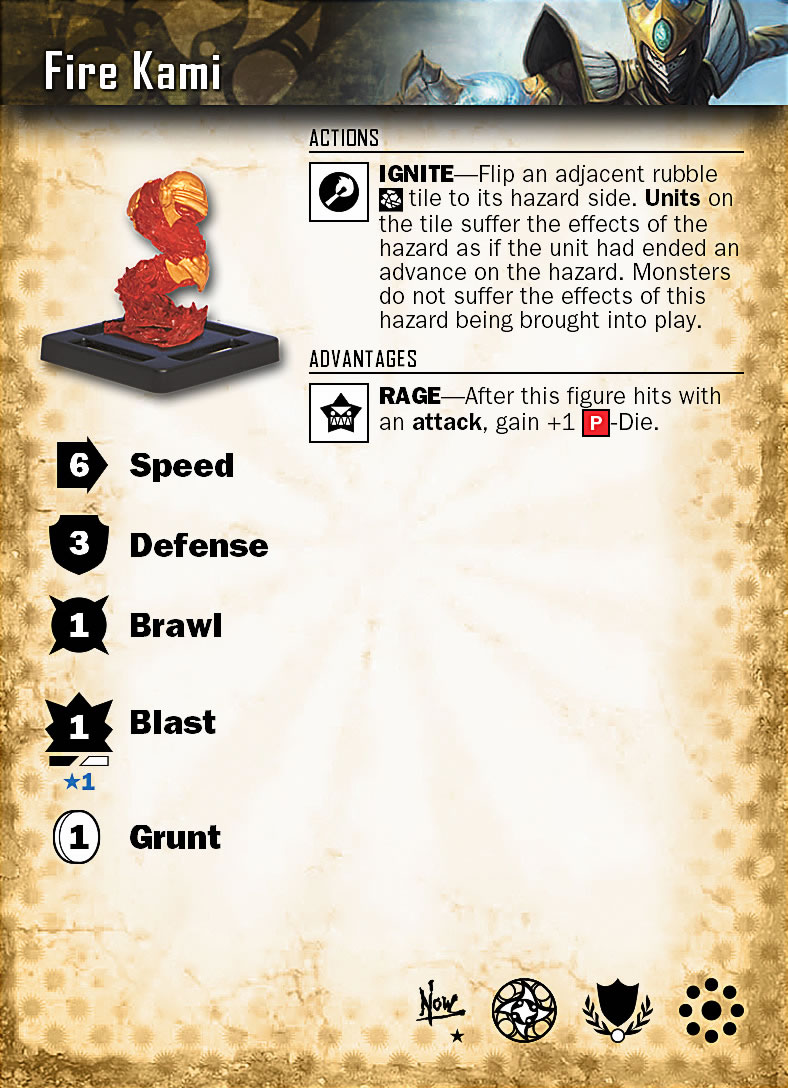 Fire Kami
ACTIONS
IGNITE—Flip an adjacent rubble
tile to its hazard side. Units on
the tile suffer the effects of the
hazard as if the unit had ended an
advance on the hazard. Monsters
do not suffer the effects of this
hazard being brought into play.
ADVANTAGES
RAGE—After this figure hits with
an attack, gain +1 P-Die.
6 Speed
3 Defense
1 Brawl
1 Blast
★1
1 Grunt
Now